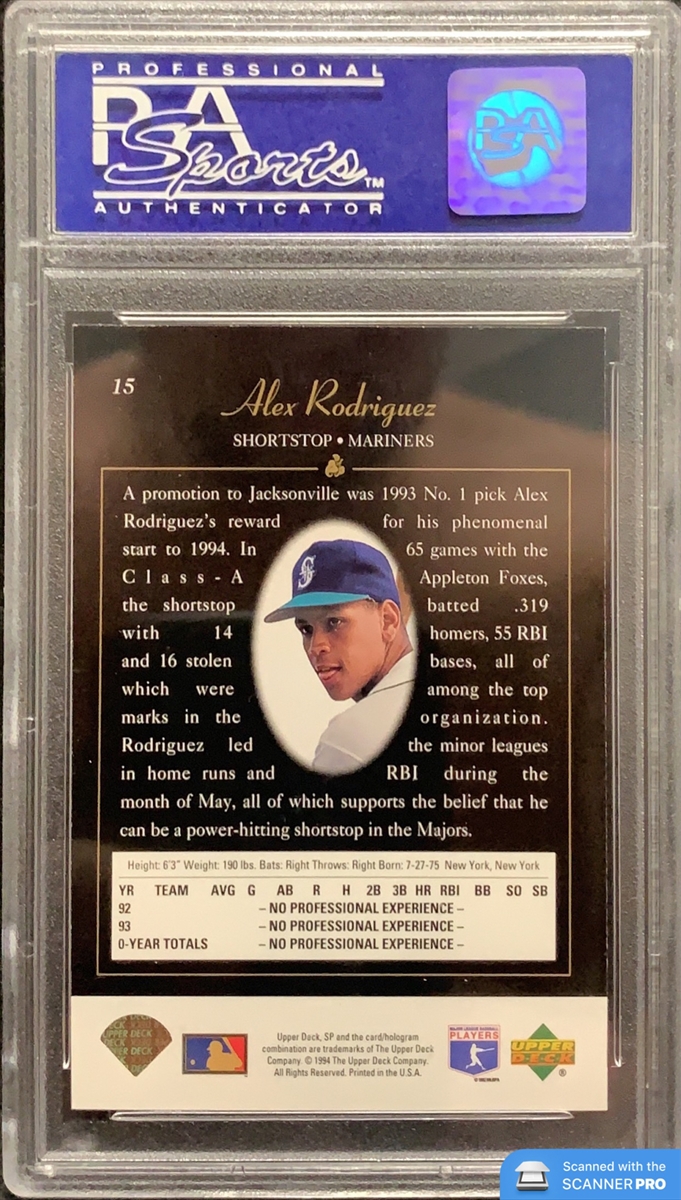 PROFESSIONAL
PSA
Sports™
AUTHENTICATOR
PSA
15
Alex Rodriguez
SHORTSTOP • MARINERS
A promotion to Jacksonville was 1993 No. 1 pick Alex
Rodriguez's reward for his phenomenal
start to 1994. In 65 games with the
Class-A Appleton Foxes,
the shortstop batted .319
with 14 homers, 55 RBI
and 16 stolen bases, all of
which were among the top
marks in the organization.
Rodriguez led the minor leagues
in home runs and RBI during the
month of May, all of which supports the belief that he
can be a power-hitting shortstop in the Majors.
Height: 6'3" Weight: 190 lbs. Bats: Right Throws: Right Born: 7-27-75 New York, New York
YR TEAM AVG G AB R H 2B 3B HR RBI BB SO SB
92 – NO PROFESSIONAL EXPERIENCE –
93 – NO PROFESSIONAL EXPERIENCE –
0-YEAR TOTALS – NO PROFESSIONAL EXPERIENCE –
UPPER DECK
Upper Deck, SP and the card/hologram
combination are trademarks of The Upper Deck
Company. © 1994 The Upper Deck Company.
All Rights Reserved. Printed in the U.S.A.
MAJOR LEAGUE BASEBALL
PLAYERS
UPPER
DECK
®
Scanned with the
SCANNER PRO